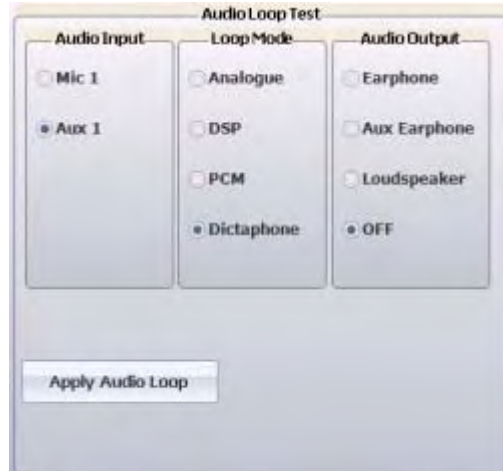 Audio Loop Test
Audio Input
Mic 1
Aux 1
Loop Mode
Analogue
DSP
PCM
Dictaphone
Audio Output
Earphone
Aux Earphone
Loudspeaker
OFF
Apply Audio Loop